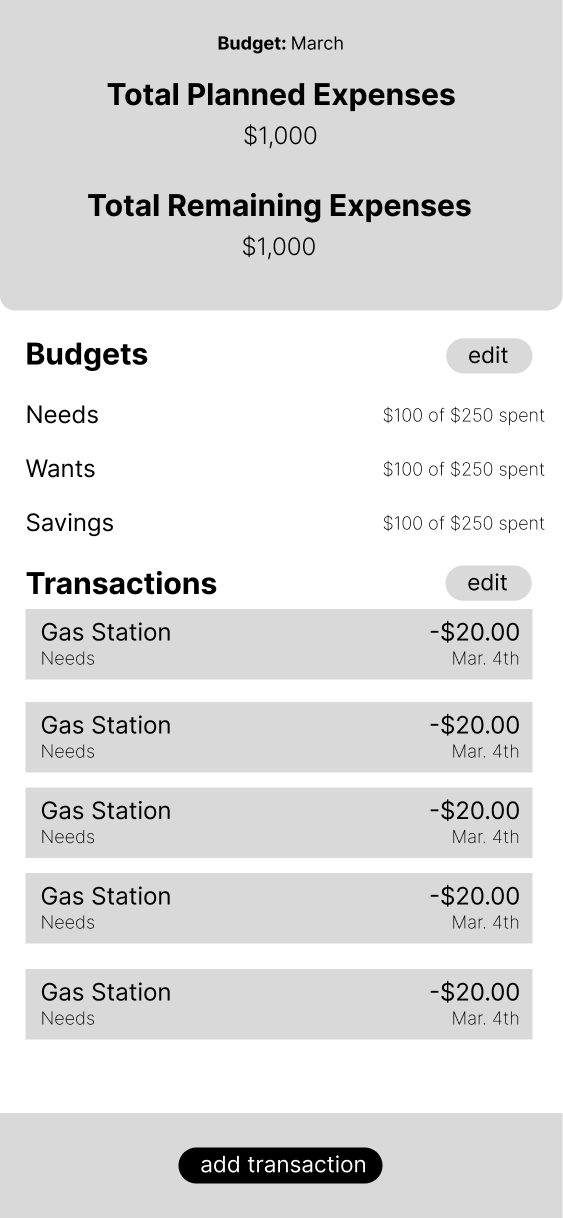 Budget: March
Total Planned Expenses
$1,000
Total Remaining Expenses
$1,000
Budgets edit
Needs $100 of $250 spent
Wants $100 of $250 spent
Savings $100 of $250 spent
Transactions edit
Gas Station -$20.00
Needs Mar. 4th
Gas Station -$20.00
Needs Mar. 4th
Gas Station -$20.00
Needs Mar. 4th
Gas Station -$20.00
Needs Mar. 4th
Gas Station -$20.00
Needs Mar. 4th
add transaction